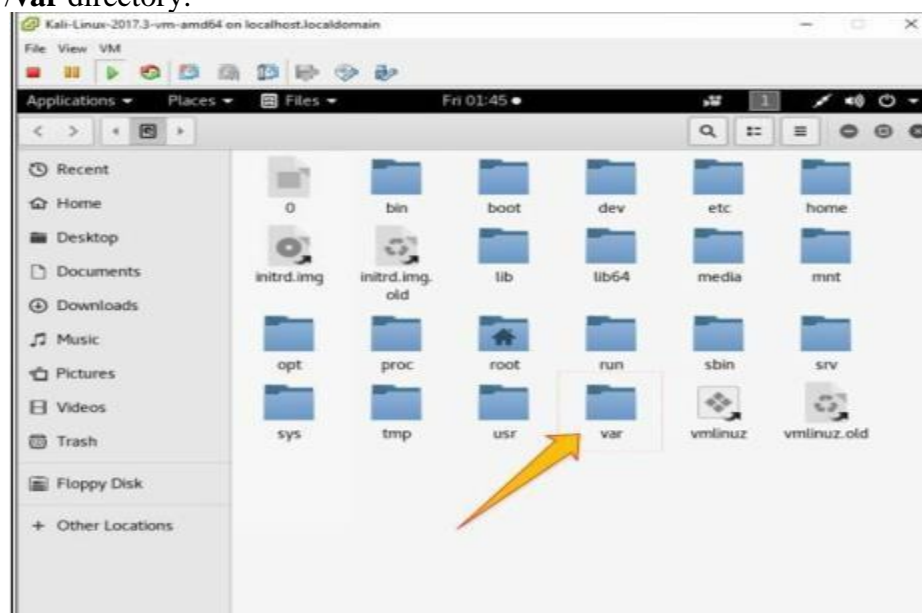 /var directory.
Kali-Linux-2017.3-vm-amd64 on localhost.localdomain
File View VM
Applications Places Files Fri 01:45 1
Recent
Home
Desktop
Documents
Downloads
Music
Pictures
Videos
Trash
Floppy Disk
+ Other Locations
0 bin boot dev etc home
initrd.img initrd.img. lib lib64 media mnt
old
opt proc root run sbin srv
sys tmp usr var vmlinuz vmlinuz.old